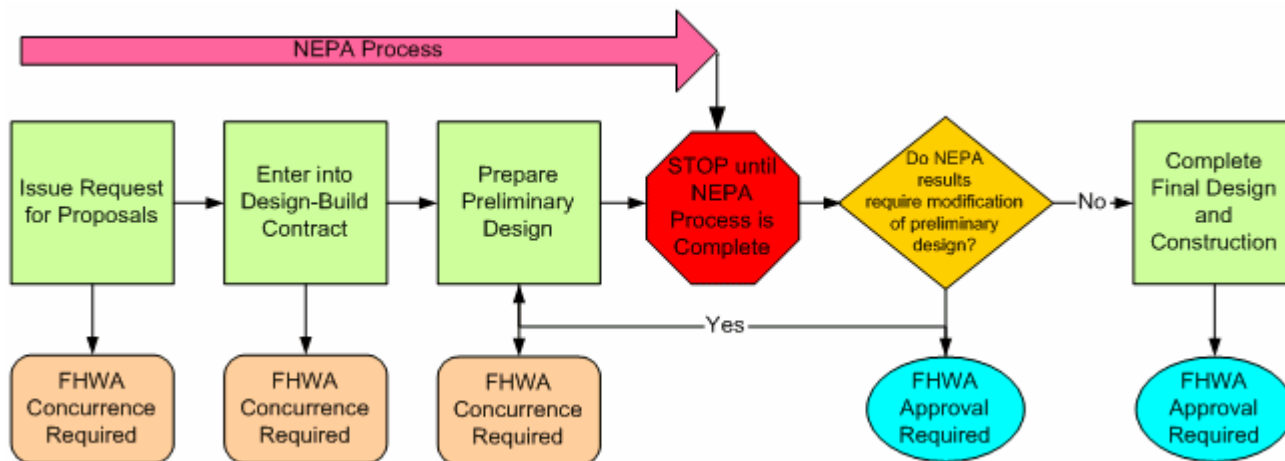 NEPA Process
Issue Request
for Proposals
Enter into
Design-Build
Contract
Prepare
Preliminary
Design
STOP until
NEPA
Process is
Complete
Do NEPA
results
require modification
of preliminary
design?
No
Complete
Final Design
and
Construction
Yes
FHWA
Concurrence
Required
FHWA
Concurrence
Required
FHWA
Concurrence
Required
FHWA
Approval
Required
FHWA
Approval
Required